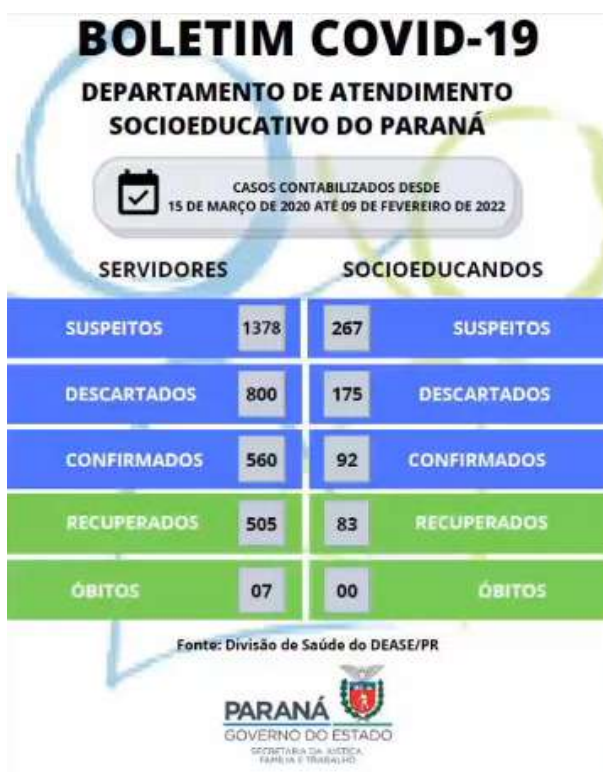 BOLETIM COVID-19
DEPARTAMENTO DE ATENDIMENTO
SOCIOEDUCATIVO DO PARANÁ
CASOS CONTABILIZADOS DESDE
15 DE MARÇO DE 2020 ATÉ 09 DE FEVEREIRO DE 2022
SERVIDORES SOCIOEDUCANDOS
SUSPEITOS 1378 267 SUSPEITOS
DESCARTADOS 800 175 DESCARTADOS
CONFIRMADOS 560 92 CONFIRMADOS
RECUPERADOS 505 83 RECUPERADOS
ÓBITOS 07 00 ÓBITOS
Fonte: Divisão de Saúde do DEASE/PR
PARANÁ
GOVERNO DO ESTADO
SECRETARIA DA JUSTIÇA,
FAMÍLIA E TRABALHO